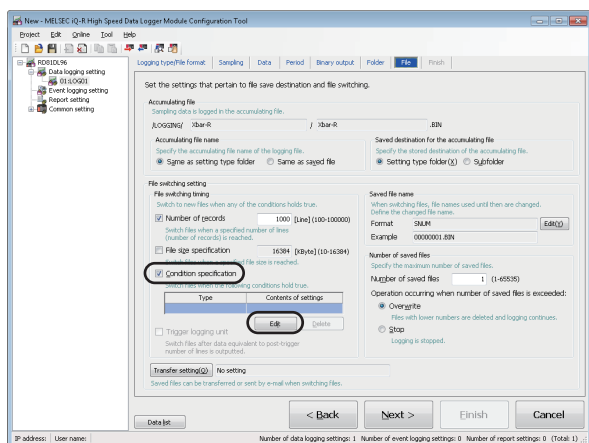 New - MELSEC iQ-R High Speed Data Logger Module Configuration Tool
Project Edit Online Tool Help
RD81DL96
Data logging setting
01:LOG01
Event logging setting
Report setting
Common setting
Logging type/File format Sampling Data Period Binary output Folder File Finish
Set the settings that pertain to file save destination and file switching.
Accumulating file
Sampling data is logged in the accumulating file.
/LOGGING/ Xbar-R / Xbar-R .BIN
Accumulating file name
Specify the accumulating file name of the logging file.
Same as setting type folder Same as saved file
Saved destination for the accumulating file
Specify the stored destination of the accumulating file.
Setting type folder(X) Subfolder
File switching setting
File switching timing
Switch to new files when any of the conditions holds true.
Number of records 1000 [Line] (100-100000)
Switch files when a specified number of lines
(number of records) is reached.
File size specification 16384 [KByte] (10-16384)
Switch files when a specified file size is reached.
Condition specification
Switch files when the following conditions hold true.
Type Contents of settings
Edit Delete
Trigger logging unit
Switch files after data equivalent to post-trigger
number of lines is outputted.
Saved file name
When switching files, file names used until then are changed.
Define the changed file name.
Format SNUM Edit(Y)
Example 00000001.BIN
Number of saved files
Specify the maximum number of saved files.
Number of saved files 1 (1-65535)
Operation occurring when number of saved files is exceeded:
Overwrite
Files with lower numbers are deleted and logging continues.
Stop
Logging is stopped.
Transfer setting(Q) No setting
Saved files can be transferred or sent by e-mail when switching files.
Data list < Back Next > Finish Cancel
IP address: User name: Number of data logging settings: 1 Number of event logging settings: 0 Number of report settings: 0 (Total: 1)